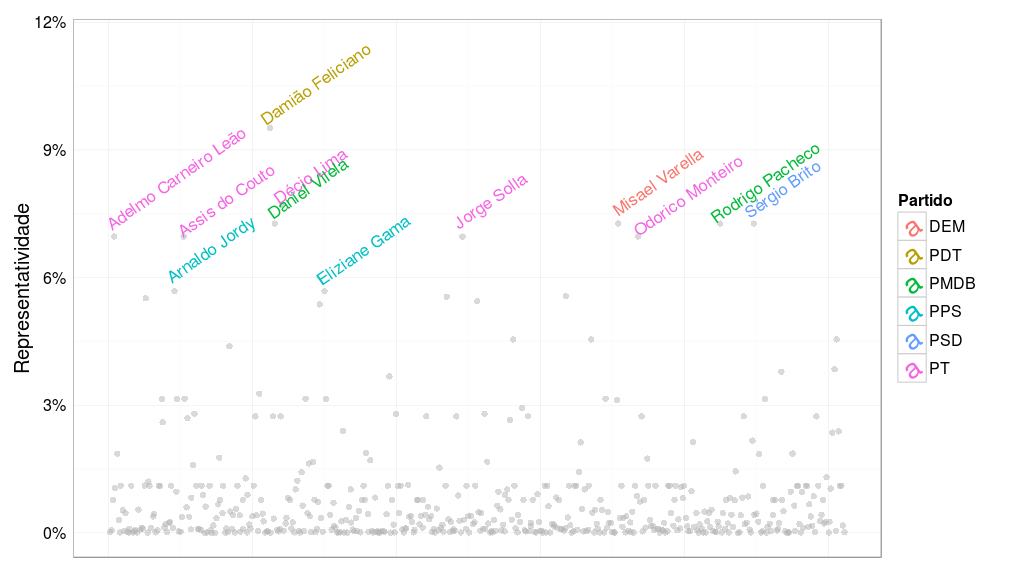 12%
9%
6%
3%
0%
Representatividade
Damião Feliciano
Adelmo Carneiro Leão
Assis do Couto
Décio Lima
Daniel Vilela
Arnaldo Jordy
Eliziane Gama
Jorge Solla
Misael Varella
Odorico Monteiro
Rodrigo Pacheco
Sérgio Brito
Partido
a DEM
a PDT
a PMDB
a PPS
a PSD
a PT